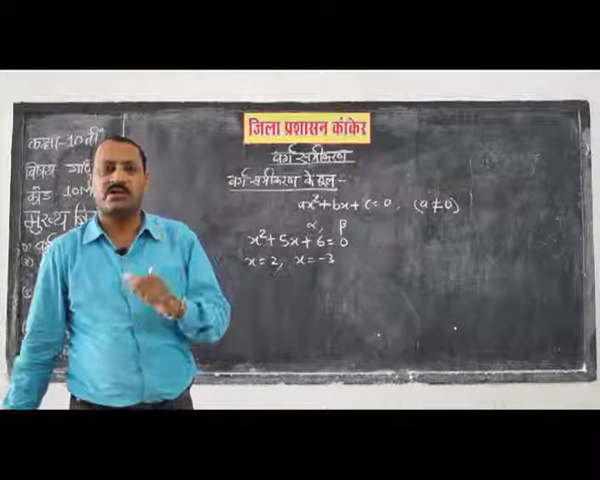 जिला प्रशासन कांकेर
वर्ग समीकरण
वर्ग समीकरण के मूल -
ax²+bx+c=0, (a≠0)
α, β
x²+5x+6=0
x=2, x=-3
कक्षा-10वीं
विषय
10M
मुख्य